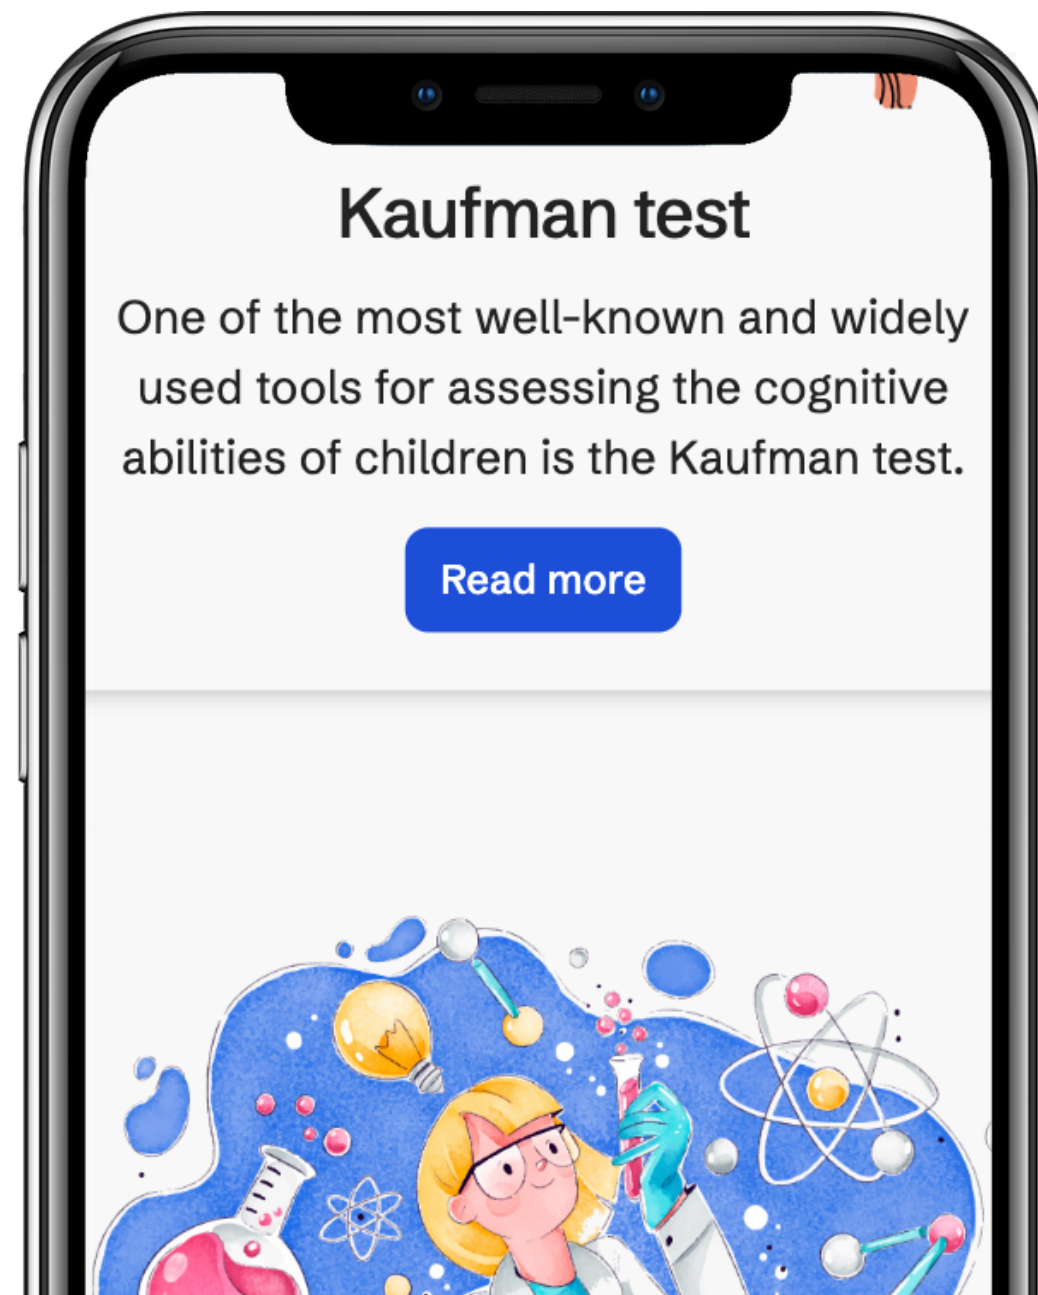 Kaufman test
One of the most well-known and widely
used tools for assessing the cognitive
abilities of children is the Kaufman test.
Read more